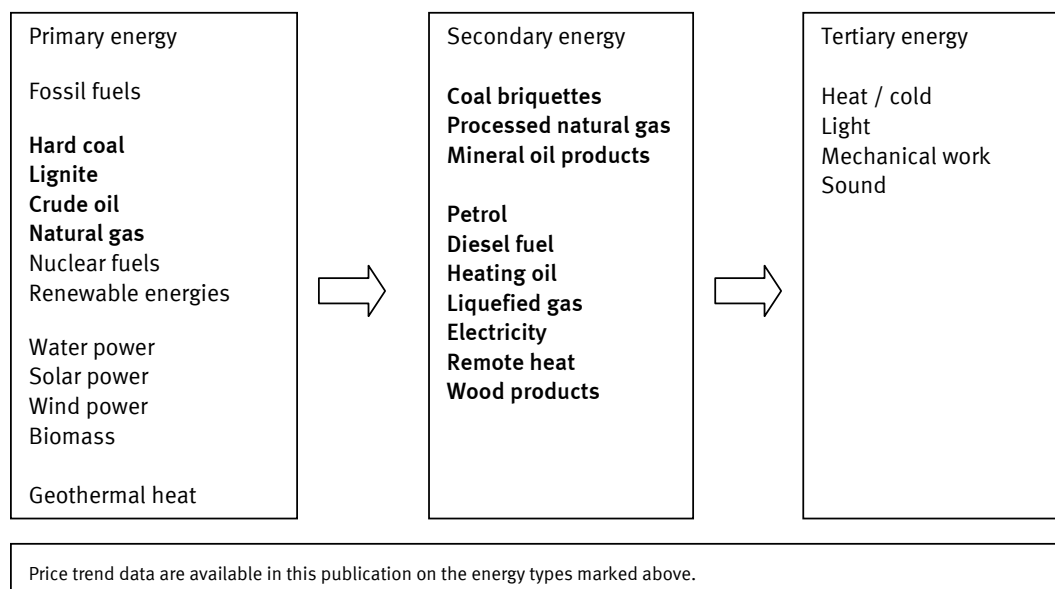 Primary energy
Fossil fuels
Hard coal
Lignite
Crude oil
Natural gas
Nuclear fuels
Renewable energies
Water power
Solar power
Wind power
Biomass
Geothermal heat
Secondary energy
Coal briquettes
Processed natural gas
Mineral oil products
Petrol
Diesel fuel
Heating oil
Liquefied gas
Electricity
Remote heat
Wood products
Tertiary energy
Heat / cold
Light
Mechanical work
Sound
Price trend data are available in this publication on the energy types marked above.